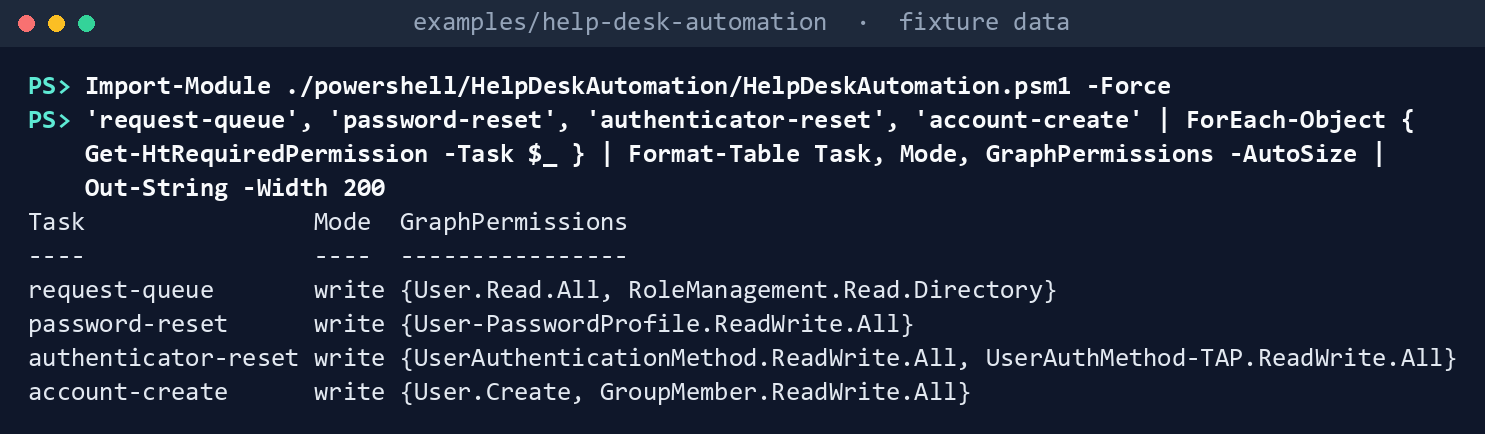 examples/help-desk-automation · fixture data
PS> Import-Module ./powershell/HelpDeskAutomation/HelpDeskAutomation.psm1 -Force
PS> 'request-queue', 'password-reset', 'authenticator-reset', 'account-create' | ForEach-Object {
    Get-HtRequiredPermission -Task $_ } | Format-Table Task, Mode, GraphPermissions -AutoSize |
    Out-String -Width 200
Task                Mode  GraphPermissions
----                ----  ----------------
request-queue       write {User.Read.All, RoleManagement.Read.Directory}
password-reset      write {User-PasswordProfile.ReadWrite.All}
authenticator-reset write {UserAuthenticationMethod.ReadWrite.All, UserAuthMethod-TAP.ReadWrite.All}
account-create      write {User.Create, GroupMember.ReadWrite.All}